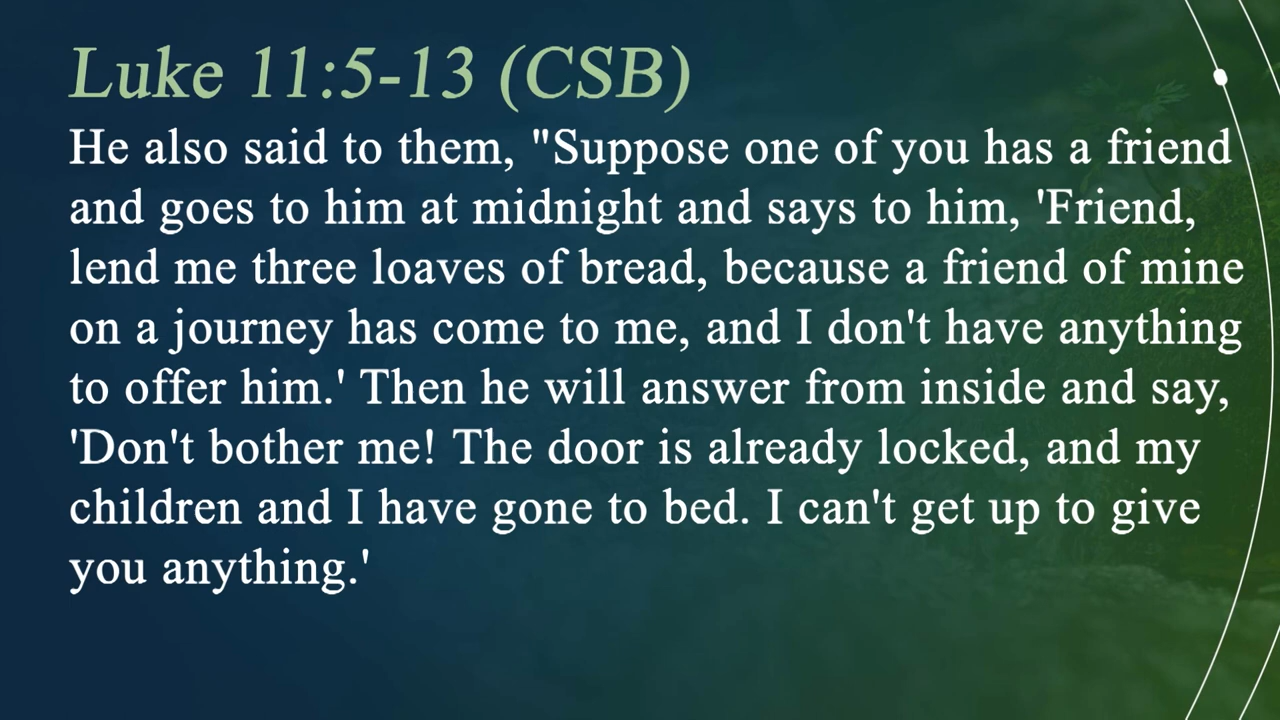 Luke 11:5-13 (CSB)
He also said to them, "Suppose one of you has a friend
and goes to him at midnight and says to him, 'Friend,
lend me three loaves of bread, because a friend of mine
on a journey has come to me, and I don't have anything
to offer him.' Then he will answer from inside and say,
'Don't bother me! The door is already locked, and my
children and I have gone to bed. I can't get up to give
you anything.'